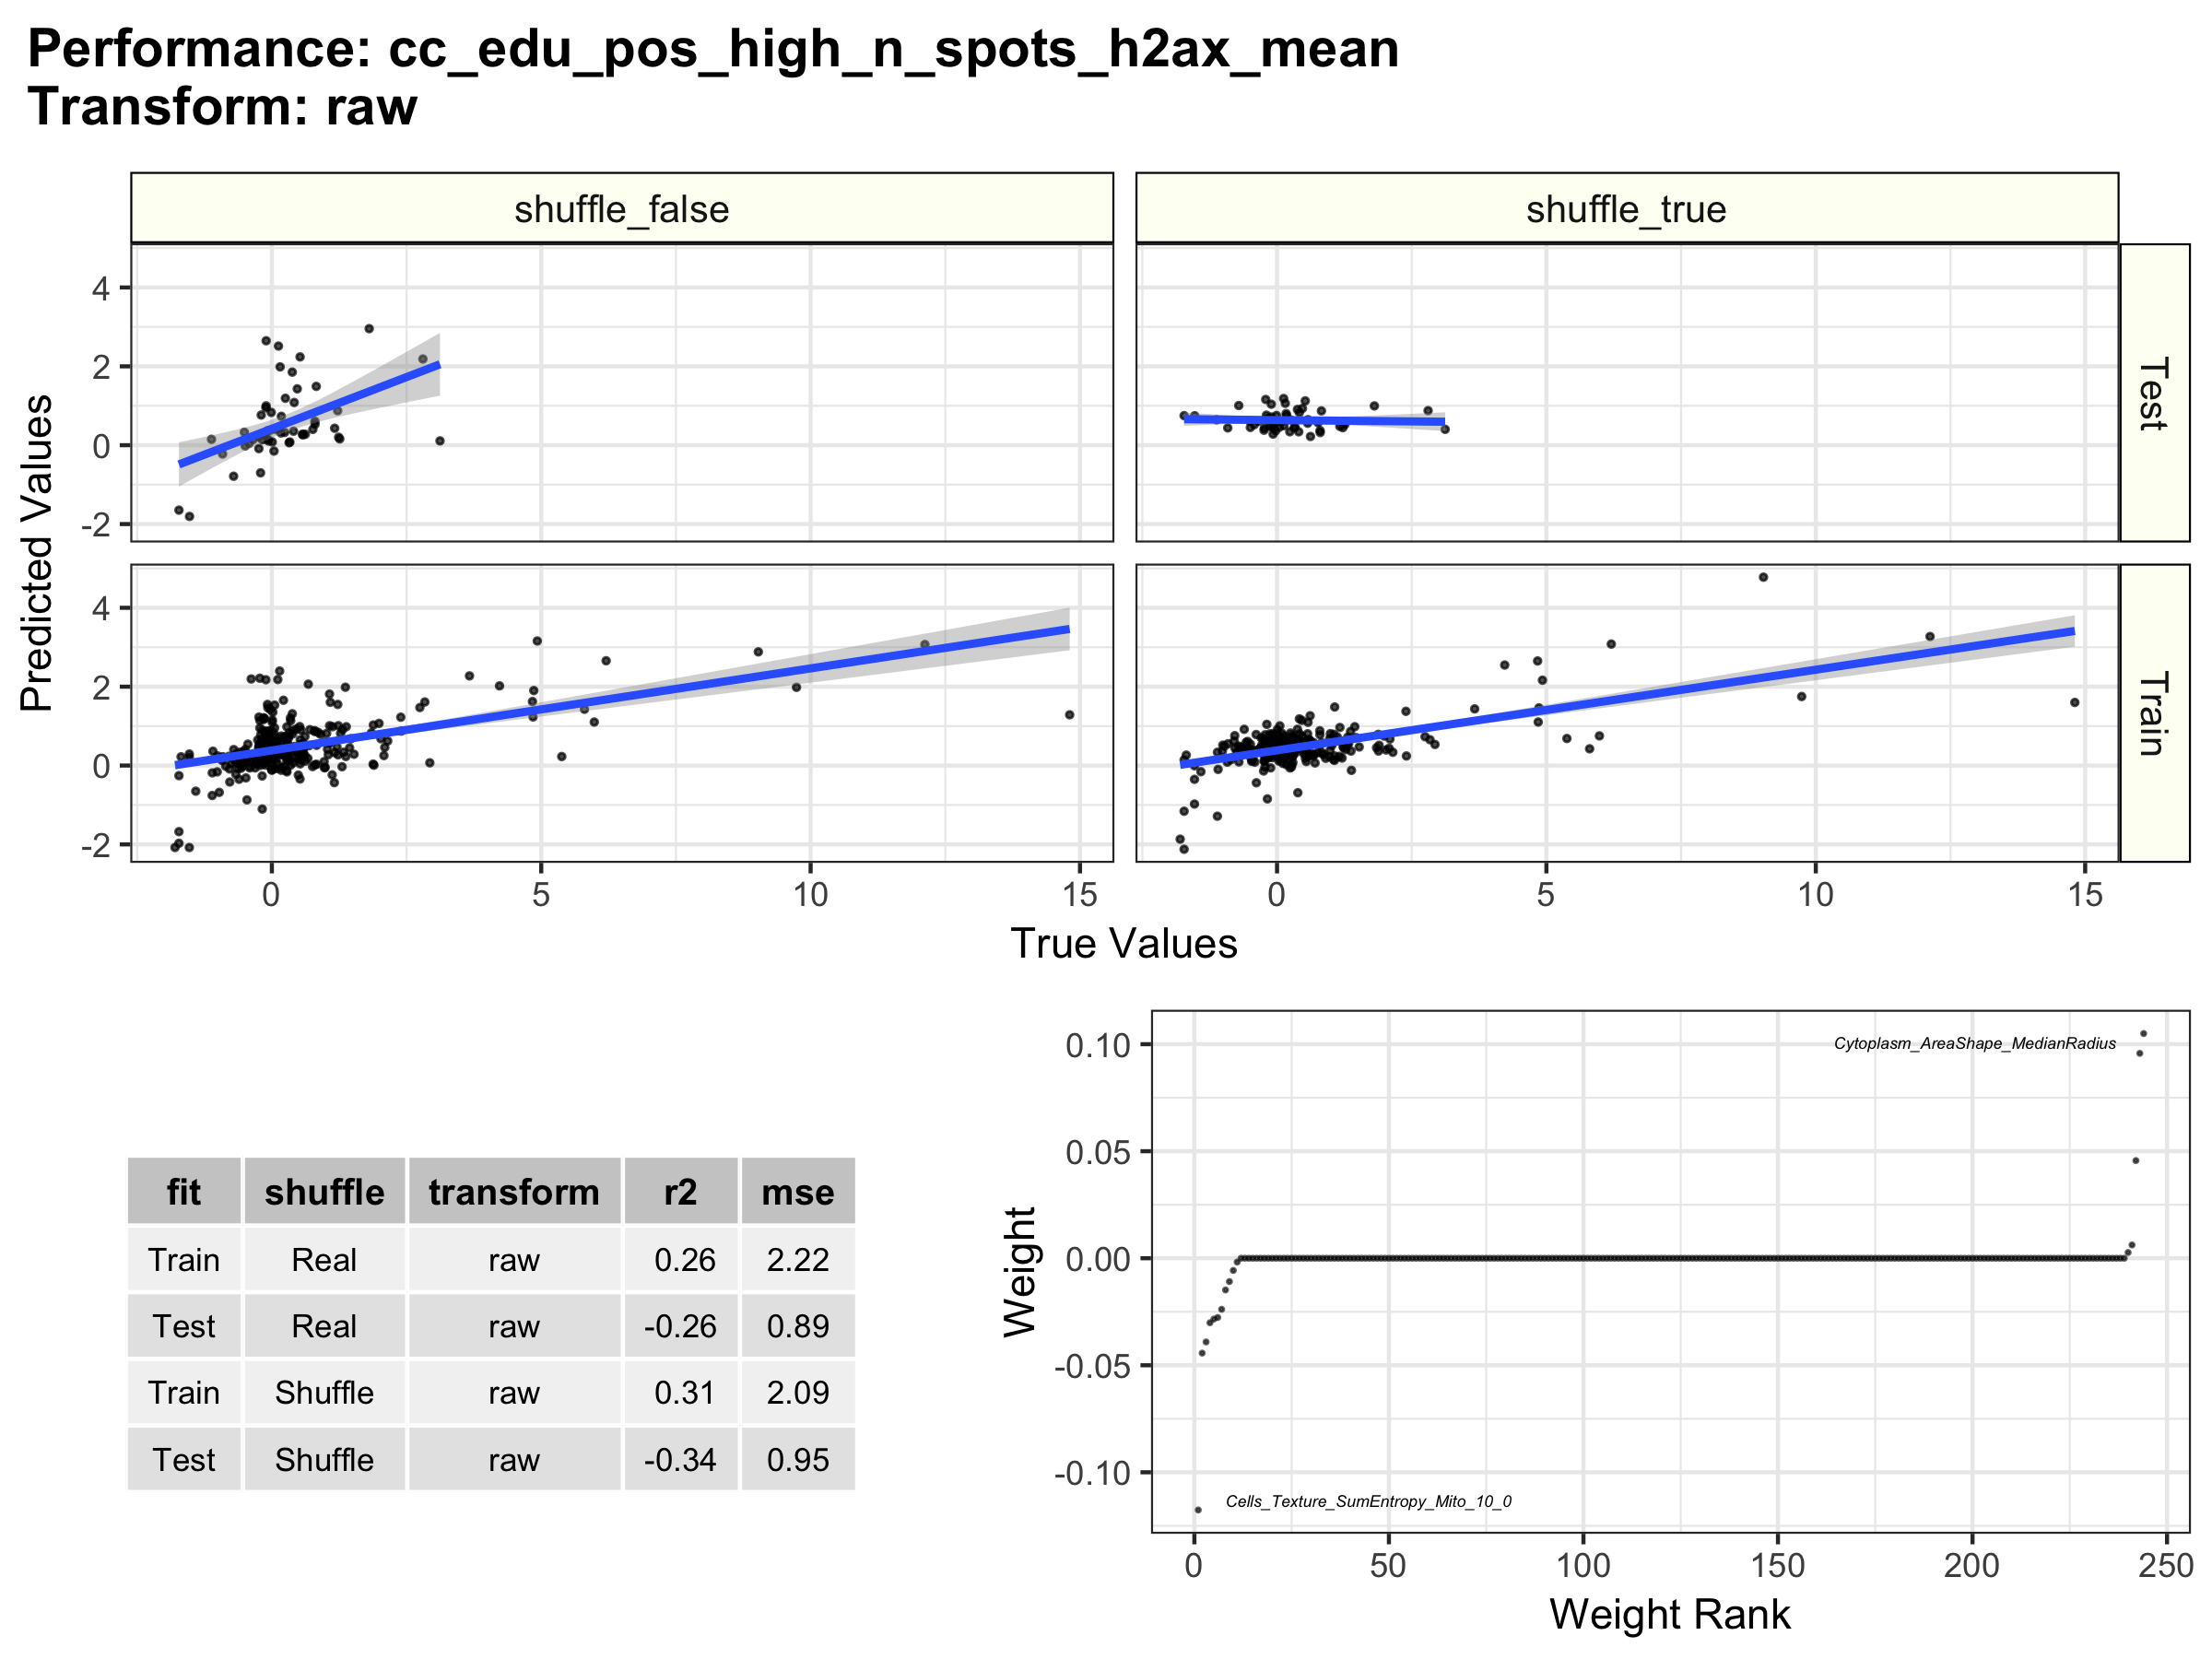 Performance: cc_edu_pos_high_n_spots_h2ax_mean
Transform: raw
shuffle_false
shuffle_true
4
2
0
-2
Test
4
2
0
-2
Train
Predicted Values
0
5
10
15
0
5
10
15
True Values
fit shuffle transform r2 mse
Train Real raw 0.26 2.22
Test Real raw -0.26 0.89
Train Shuffle raw 0.31 2.09
Test Shuffle raw -0.34 0.95
Weight
0.10
0.05
0.00
-0.05
-0.10
Cytoplasm_AreaShape_MedianRadius
Cells_Texture_SumEntropy_Mito_10_0
0
50
100
150
200
250
Weight Rank